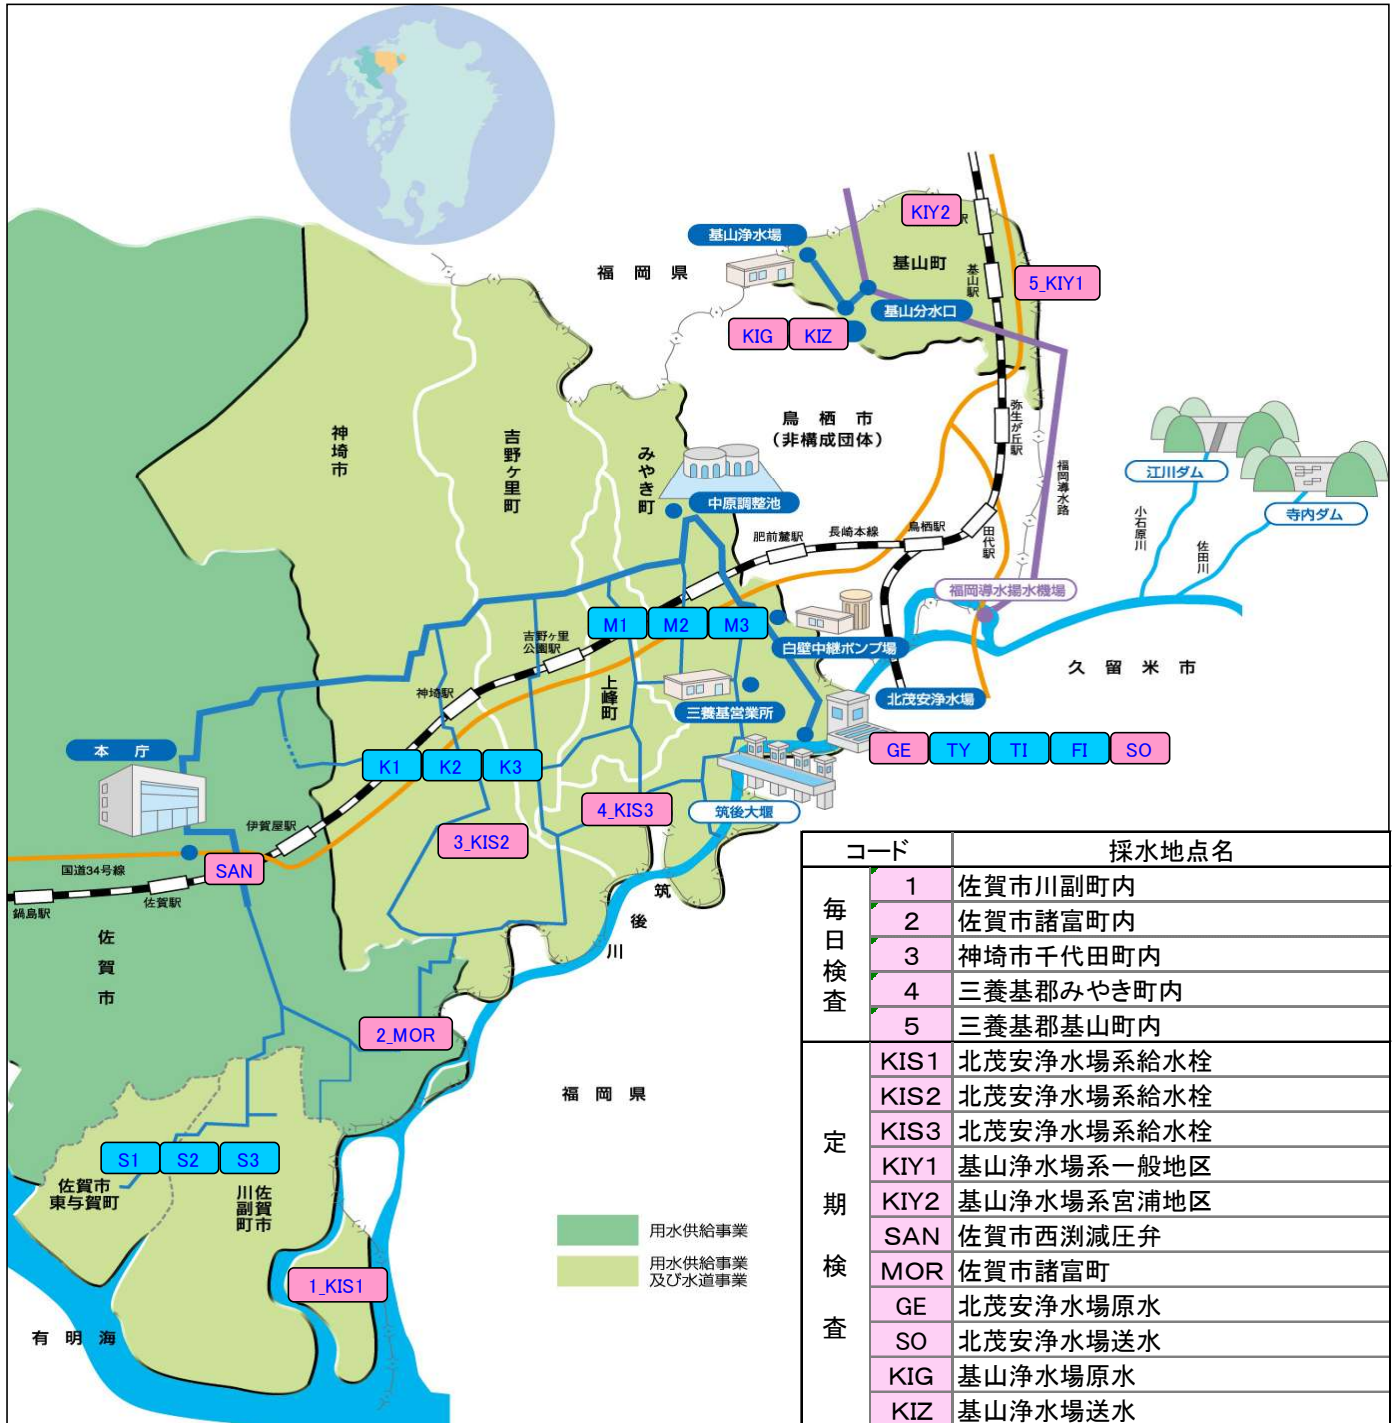 KIY2
駅
基山浄水場
福岡県
基山町
基山駅
5_KIY1
基山分水口
KIG
KIZ
鳥栖市
(非構成団体)
弥生が丘駅
神埼市
吉野ヶ里町
みやき町
中原調整池
福岡導水路
江川ダム
寺内ダム
小石原川
佐田川
肥前麓駅
長崎本線
鳥栖駅
田代駅
福岡導水揚水機場
M1
M2
M3
吉野ヶ里
公園駅
白壁中継ポンプ場
久留米市
神埼駅
上峰町
三養基営業所
北茂安浄水場
本庁
K1
K2
K3
GE
TY
TI
FI
SO
4_KIS3
筑後大堰
伊賀屋駅
3_KIS2
国道34号線
SAN
佐賀駅
鍋島駅
筑後川
佐賀市
2_MOR
福岡県
S1
S2
S3
佐賀市
東与賀町
佐賀市
川副町
用水供給事業
用水供給事業
及び水道事業
1_KIS1
有明海
コード 採水地点名
毎日検査
1 佐賀市川副町内
2 佐賀市諸富町内
3 神埼市千代田町内
4 三養基郡みやき町内
5 三養基郡基山町内
定期検査
KIS1 北茂安浄水場系給水栓
KIS2 北茂安浄水場系給水栓
KIS3 北茂安浄水場系給水栓
KIY1 基山浄水場系一般地区
KIY2 基山浄水場系宮浦地区
SAN 佐賀市西渕減圧弁
MOR 佐賀市諸富町
GE 北茂安浄水場原水
SO 北茂安浄水場送水
KIG 基山浄水場原水
KIZ 基山浄水場送水